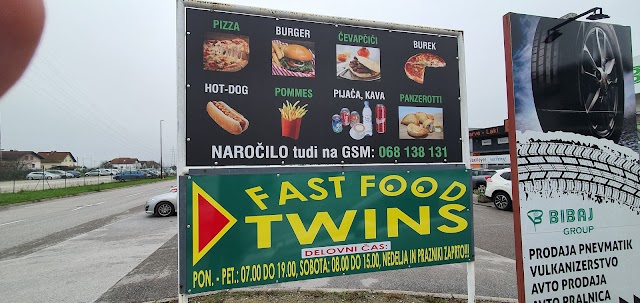 PIZZA
BURGER
ČEVAPČIČI
BUREK
HOT-DOG
POMMES
PIJAČA, KAVA
PANZEROTTI
NAROČILO tudi na GSM: 068 138 131
FAST FOOD
TWINS
DELOVNI ČAS:
PON. - PET.: 07.00 DO 19.00, SOBOTA: 08.00 DO 15.00, NEDELJA IN PRAZNIKI ZAPRTO!!!
BIBAJ
GROUP
PRODAJA PNEVMATIK
VULKANIZERSTVO
AVTO PRODAJA
AVTO PRALNICA